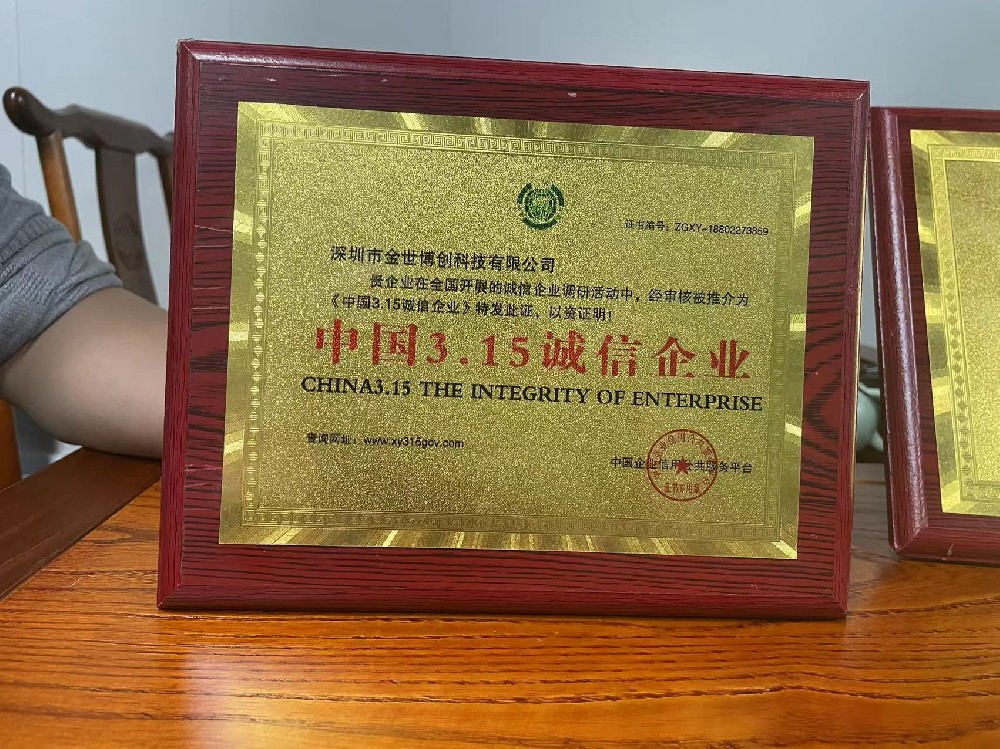 证书编号：ZGXY-18802273859
深圳市金世博创科技有限公司
贵企业在全国开展的诚信企业调研活动中，经审核被推介为
《中国3.15诚信企业》特发此证，以资证明！
中国3.15诚信企业
CHINA3.15 THE INTEGRITY OF ENTERPRISE
查询网址：www.xy315gov.com
中国企业信用公共服务平台